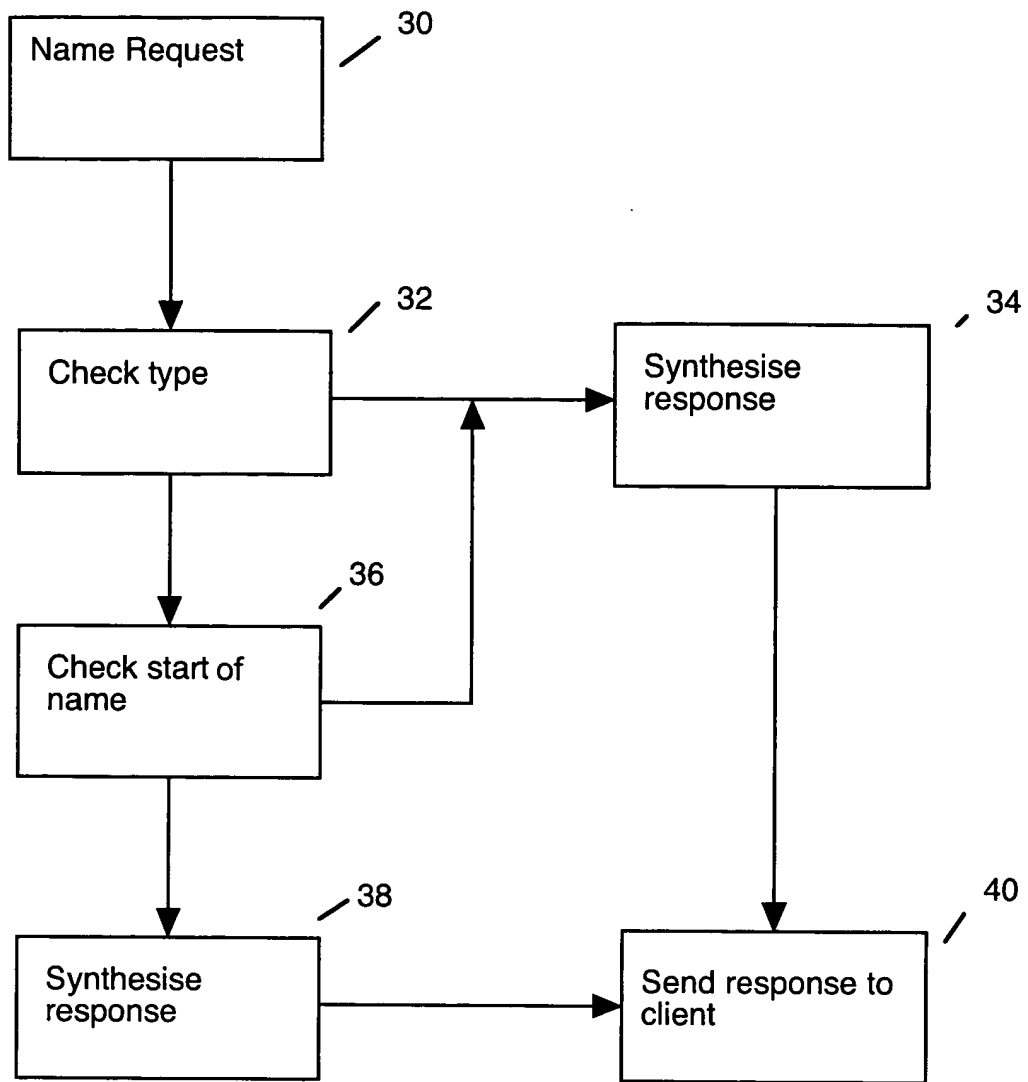 Name Request
30
32
Check type
34
Synthesise
response
36
Check start of
name
38
Synthesise
response
40
Send response to
client